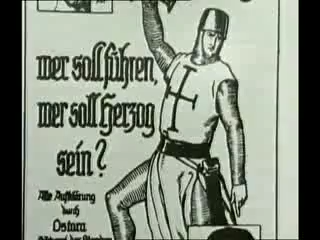 wer soll führen,
wer soll Herzog
sein?
Alle Aufklärung
durch
Ostara